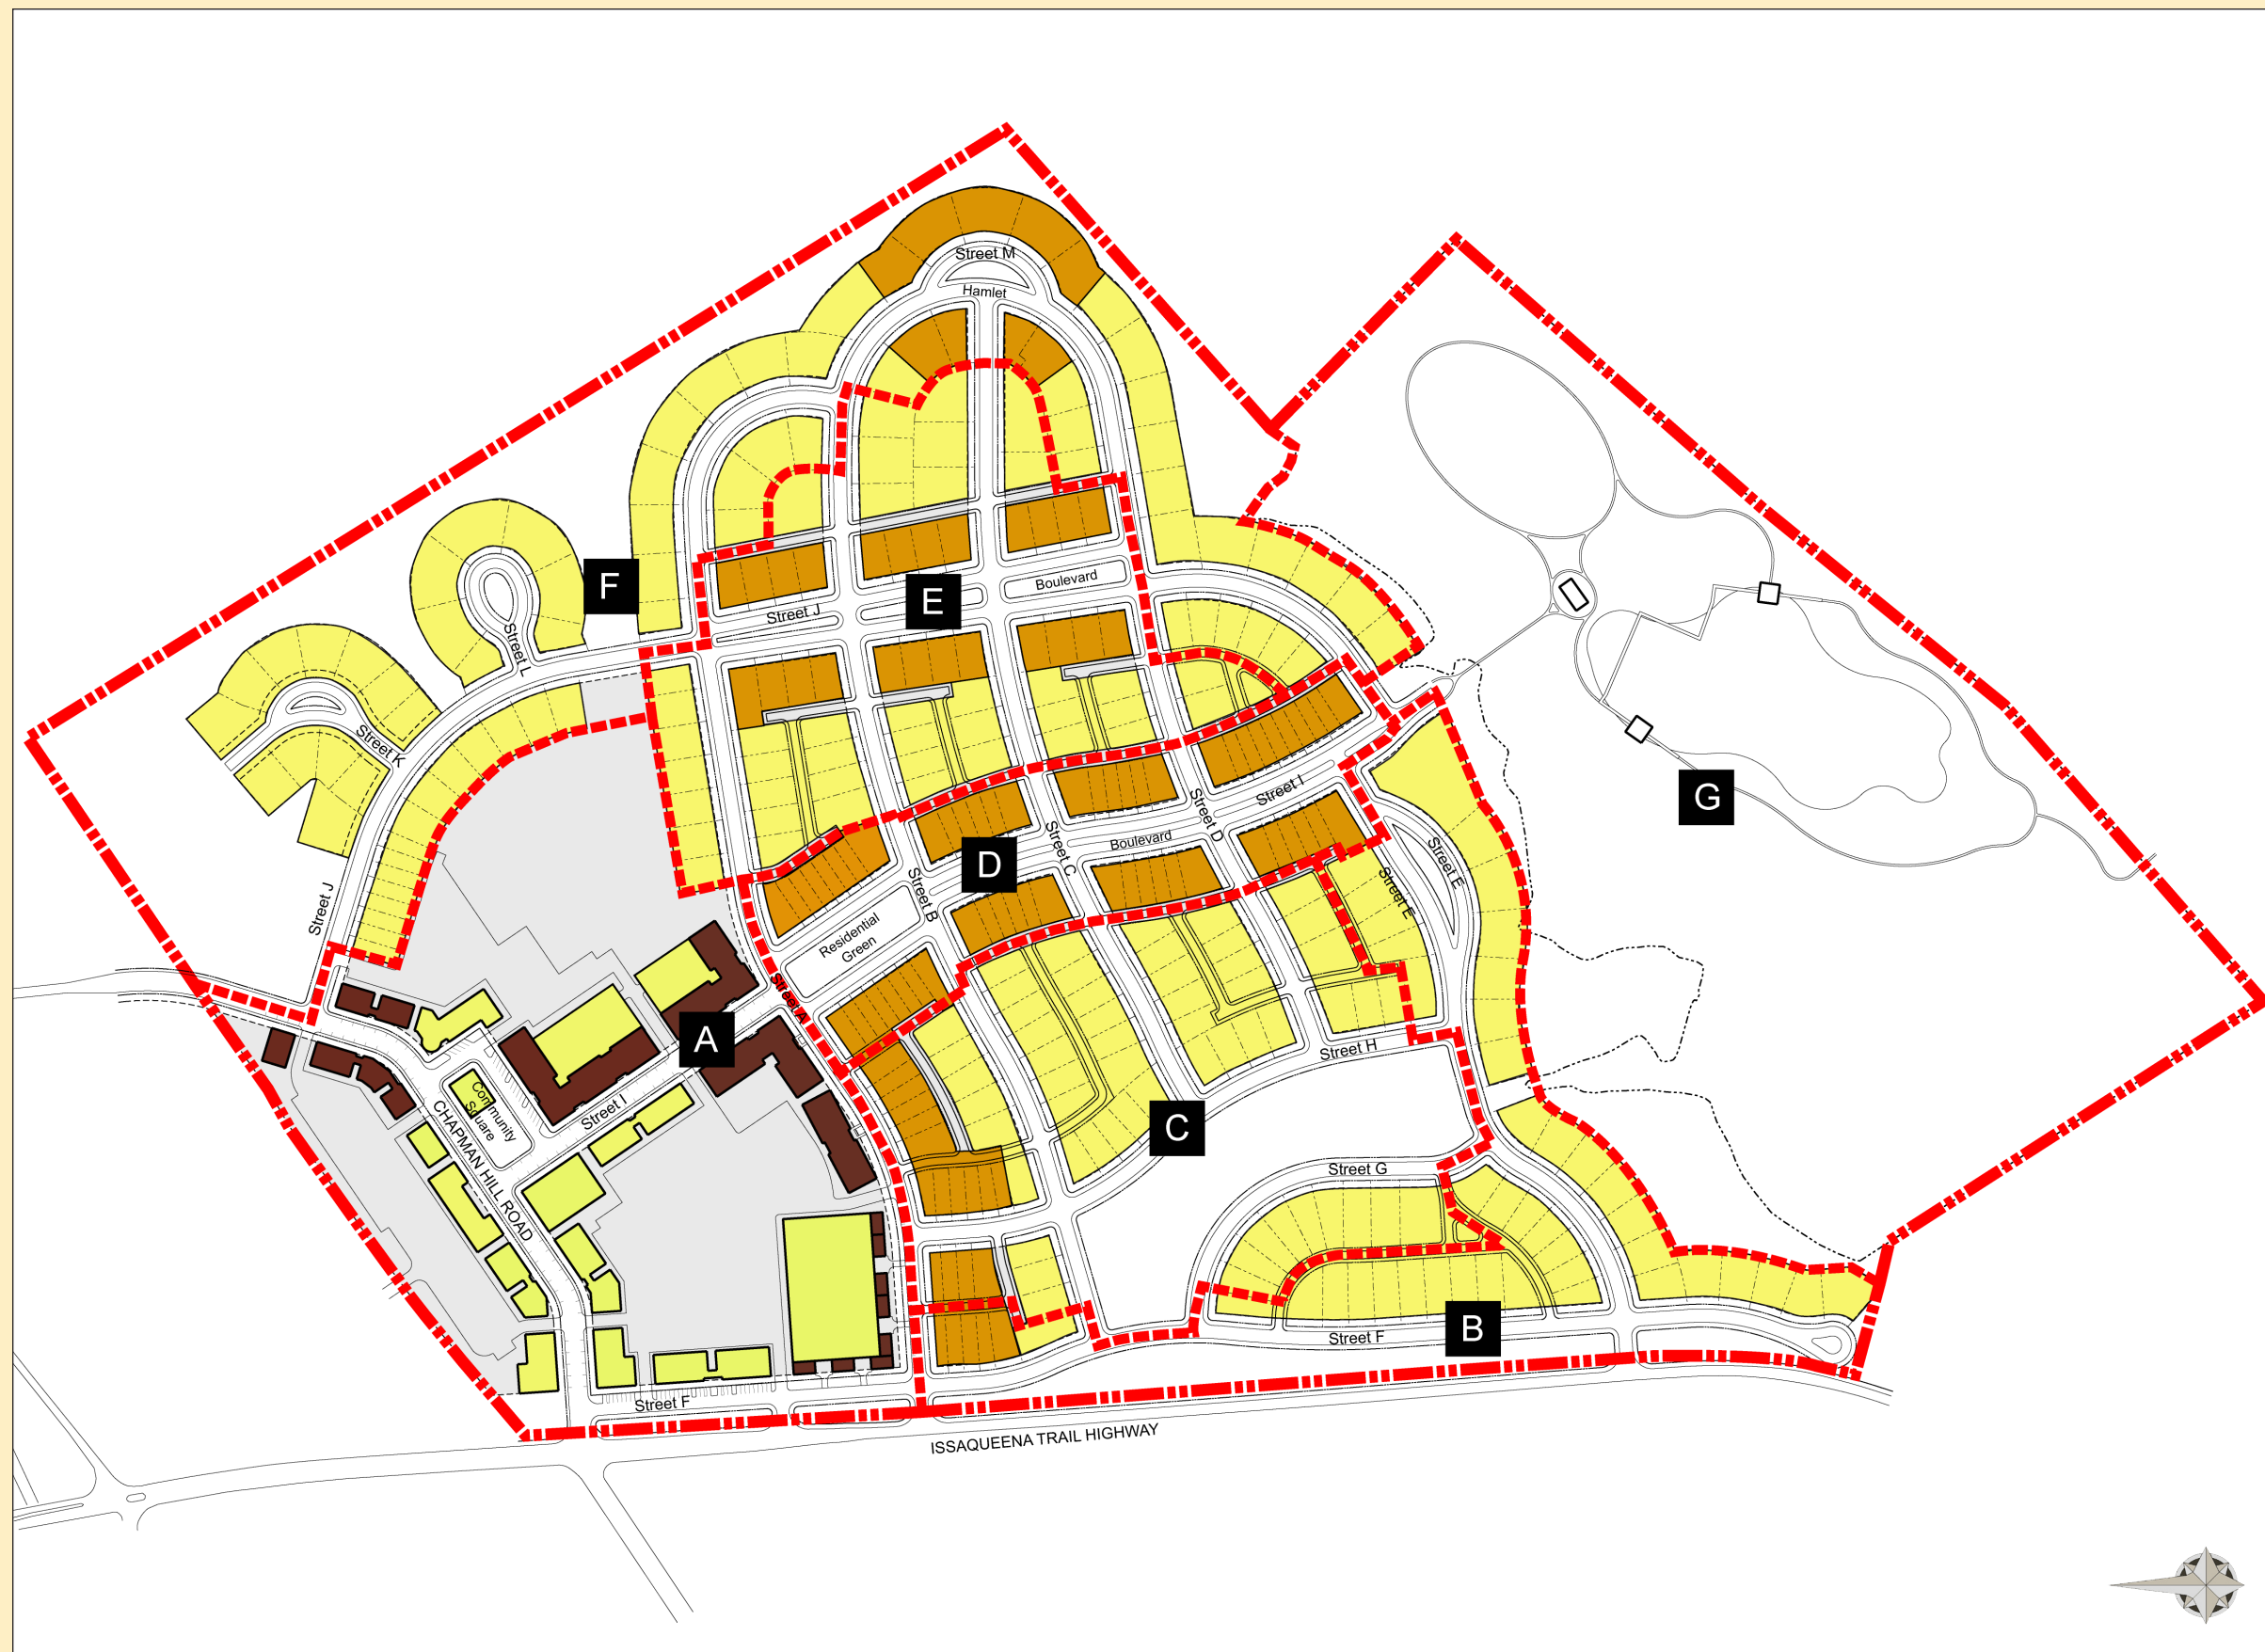 Street M
Hamlet
F
E
Boulevard
Street J
Street L
Street K
G
Street I
Street D
Boulevard
Street C
D
Street B
Street E
Street E
Street J
Residential
Green
Street A
A
Street H
Community
Square
Street I
CHAPMAN HILL ROAD
C
Street G
B
Street F
Street F
ISSAQUEENA TRAIL HIGHWAY